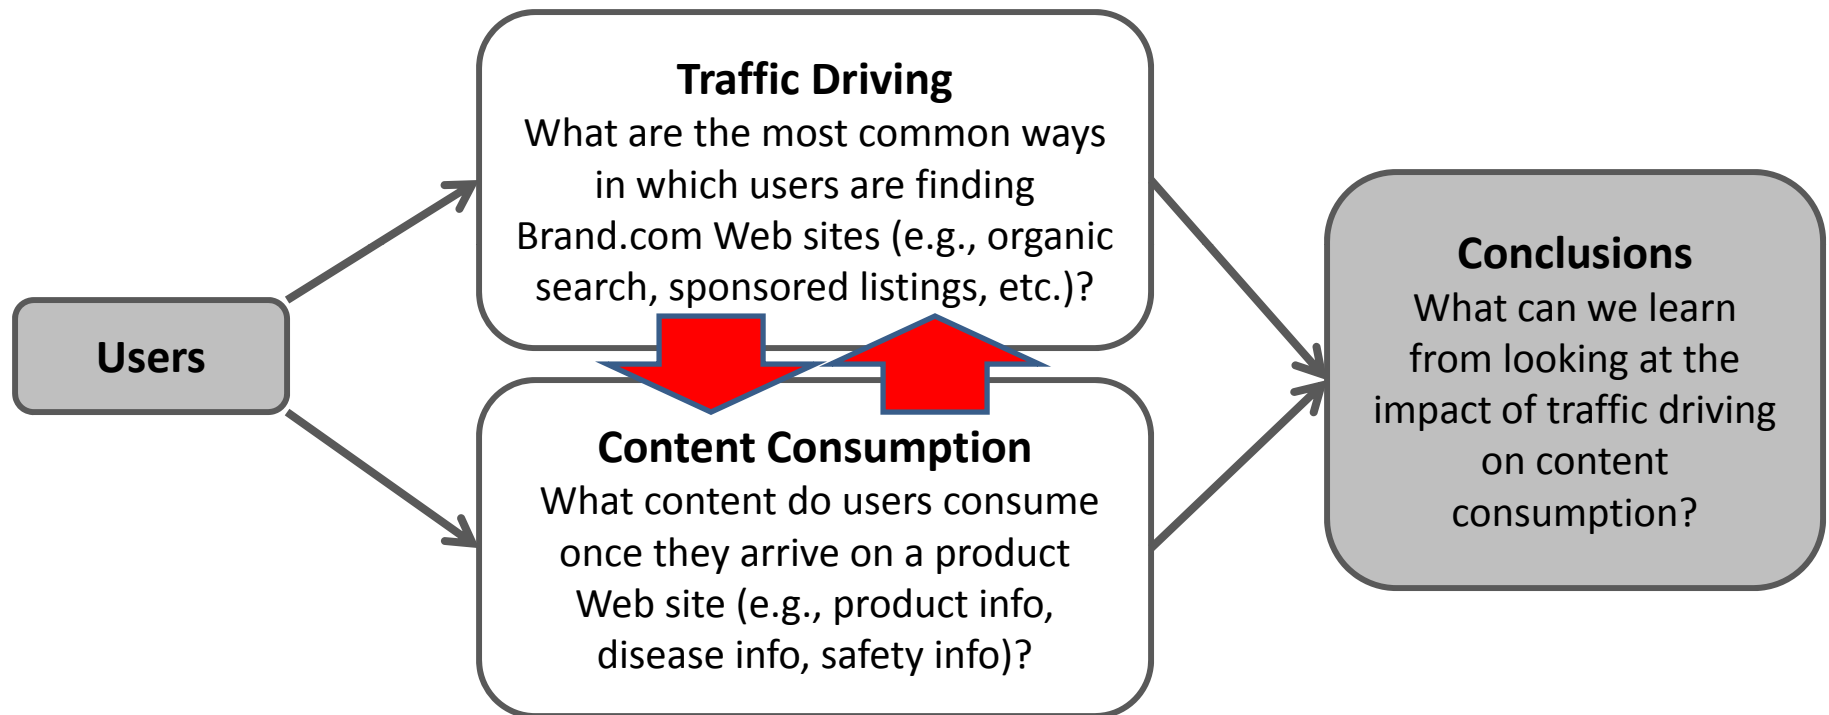 Traffic Driving
What are the most common ways
in which users are finding
Brand.com Web sites (e.g., organic
search, sponsored listings, etc.)?
Users
Content Consumption
What content do users consume
once they arrive on a product
Web site (e.g., product info,
disease info, safety info)?
Conclusions
What can we learn
from looking at the
impact of traffic driving
on content
consumption?